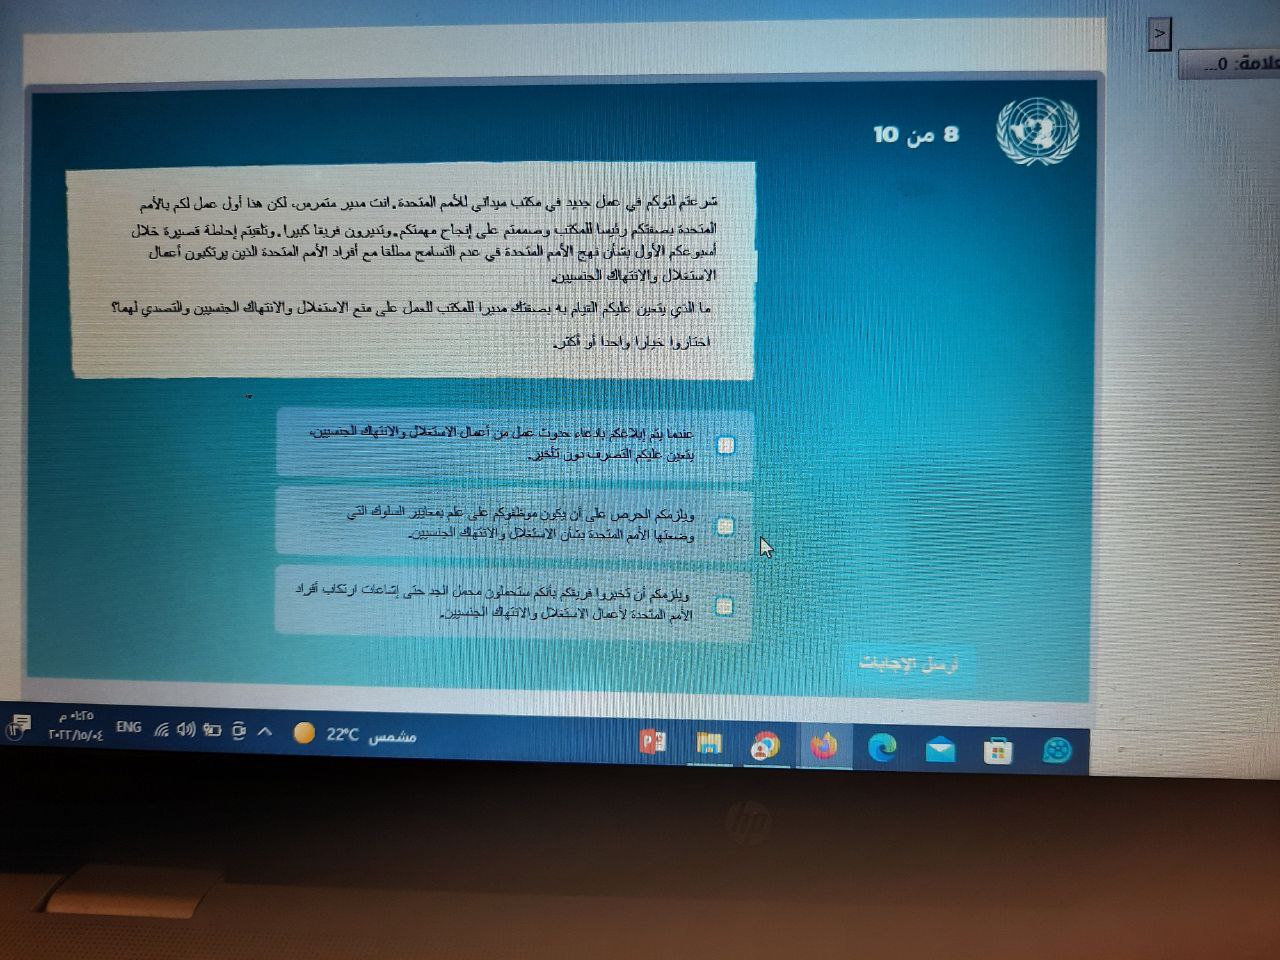 >
علامة: 0...
8 من 10
شرعتم لتوكم في عمل جديد في مكتب ميداني للأمم المتحدة. انت مدير متمرس، لكن هذا أول عمل لكم بالأمم
المتحدة بصفتكم رئيسا للمكتب وصممتم على إنجاح مهمتكم. وتديرون فريقا كبيرا. وتلقيتم إحاطة قصيرة خلال
أسبوعكم الأول بشأن نهج الأمم المتحدة في عدم التسامح مطلقا مع أفراد الأمم المتحدة الذين يرتكبون أعمال
الاستغلال والانتهاك الجنسيين.
ما الذي يتعين عليكم القيام به بصفتك مديرا للمكتب للعمل على منع الاستغلال والانتهاك الجنسيين والتصدي لهما؟
اختاروا خيارا واحدا أو أكثر.
عندما يتم إبلاغكم بادعاء حدوث عمل من أعمال الاستغلال والانتهاك الجنسيين،
يتعين عليكم التصرف دون تأخير.
ويلزمكم الحرص على أن يكون موظفوكم على علم بمعايير السلوك التي
وضعتها الأمم المتحدة بشأن الاستغلال والانتهاك الجنسيين.
ويلزمكم أن تخبروا فريقكم بأنكم ستحملون محمل الجد حتى إشاعات ارتكاب أفراد
الأمم المتحدة لأعمال الاستغلال والانتهاك الجنسيين.
أرسل الإجابات
مشمس 22°C
ENG
٠١:٢٥ م
٢٠٢٢/١٥/٠٤
١٢
hp